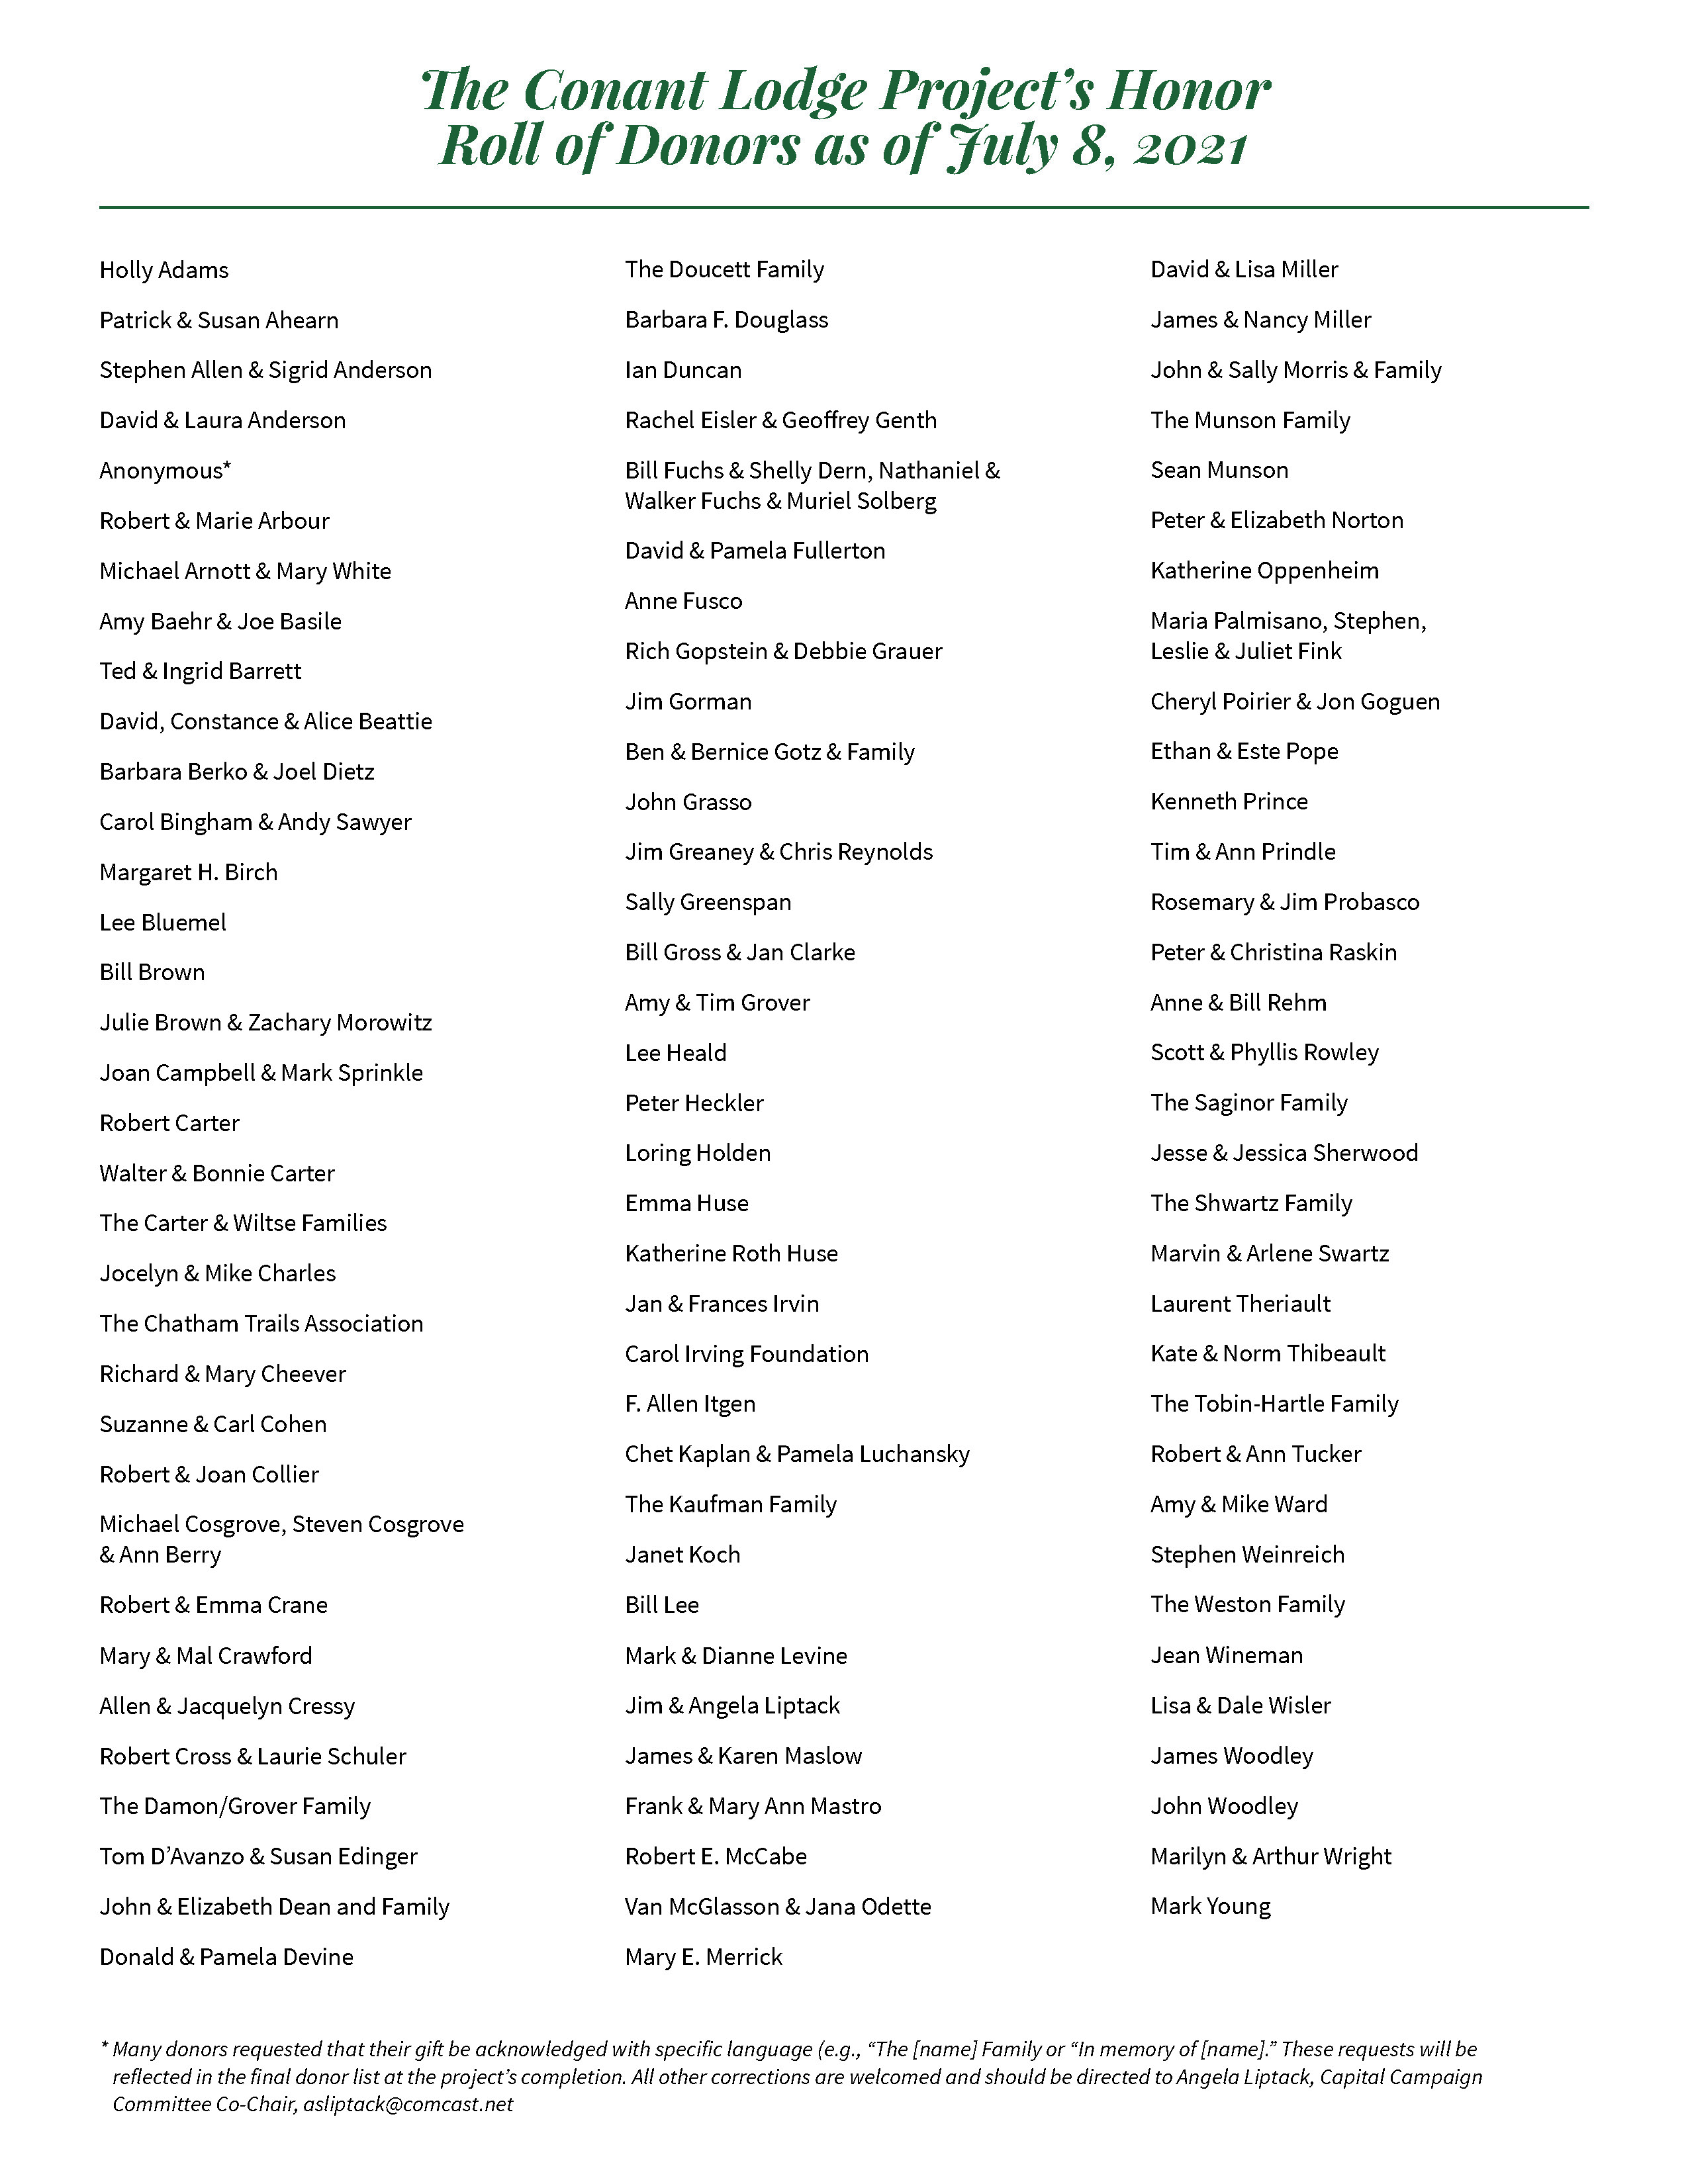 The Conant Lodge Project’s Honor
Roll of Donors as of July 8, 2021
Holly Adams
Patrick & Susan Ahearn
Stephen Allen & Sigrid Anderson
David & Laura Anderson
Anonymous*
Robert & Marie Arbour
Michael Arnott & Mary White
Amy Baehr & Joe Basile
Ted & Ingrid Barrett
David, Constance & Alice Beattie
Barbara Berko & Joel Dietz
Carol Bingham & Andy Sawyer
Margaret H. Birch
Lee Bluemel
Bill Brown
Julie Brown & Zachary Morowitz
Joan Campbell & Mark Sprinkle
Robert Carter
Walter & Bonnie Carter
The Carter & Wiltse Families
Jocelyn & Mike Charles
The Chatham Trails Association
Richard & Mary Cheever
Suzanne & Carl Cohen
Robert & Joan Collier
Michael Cosgrove, Steven Cosgrove
& Ann Berry
Robert & Emma Crane
Mary & Mal Crawford
Allen & Jacquelyn Cressy
Robert Cross & Laurie Schuler
The Damon/Grover Family
Tom D’Avanzo & Susan Edinger
John & Elizabeth Dean and Family
Donald & Pamela Devine
The Doucett Family
Barbara F. Douglass
Ian Duncan
Rachel Eisler & Geoffrey Genth
Bill Fuchs & Shelly Dern, Nathaniel &
Walker Fuchs & Muriel Solberg
David & Pamela Fullerton
Anne Fusco
Rich Gopstein & Debbie Grauer
Jim Gorman
Ben & Bernice Gotz & Family
John Grasso
Jim Greaney & Chris Reynolds
Sally Greenspan
Bill Gross & Jan Clarke
Amy & Tim Grover
Lee Heald
Peter Heckler
Loring Holden
Emma Huse
Katherine Roth Huse
Jan & Frances Irvin
Carol Irving Foundation
F. Allen Itgen
Chet Kaplan & Pamela Luchansky
The Kaufman Family
Janet Koch
Bill Lee
Mark & Dianne Levine
Jim & Angela Liptack
James & Karen Maslow
Frank & Mary Ann Mastro
Robert E. McCabe
Van McGlasson & Jana Odette
Mary E. Merrick
David & Lisa Miller
James & Nancy Miller
John & Sally Morris & Family
The Munson Family
Sean Munson
Peter & Elizabeth Norton
Katherine Oppenheim
Maria Palmisano, Stephen,
Leslie & Juliet Fink
Cheryl Poirier & Jon Goguen
Ethan & Este Pope
Kenneth Prince
Tim & Ann Prindle
Rosemary & Jim Probasco
Peter & Christina Raskin
Anne & Bill Rehm
Scott & Phyllis Rowley
The Saginor Family
Jesse & Jessica Sherwood
The Shwartz Family
Marvin & Arlene Swartz
Laurent Theriault
Kate & Norm Thibeault
The Tobin-Hartle Family
Robert & Ann Tucker
Amy & Mike Ward
Stephen Weinreich
The Weston Family
Jean Wineman
Lisa & Dale Wisler
James Woodley
John Woodley
Marilyn & Arthur Wright
Mark Young
* Many donors requested that their gift be acknowledged with specific language (e.g., “The [name] Family or “In memory of [name].” These requests will be
reflected in the final donor list at the project’s completion. All other corrections are welcomed and should be directed to Angela Liptack, Capital Campaign
Committee Co-Chair, asliptack@comcast.net